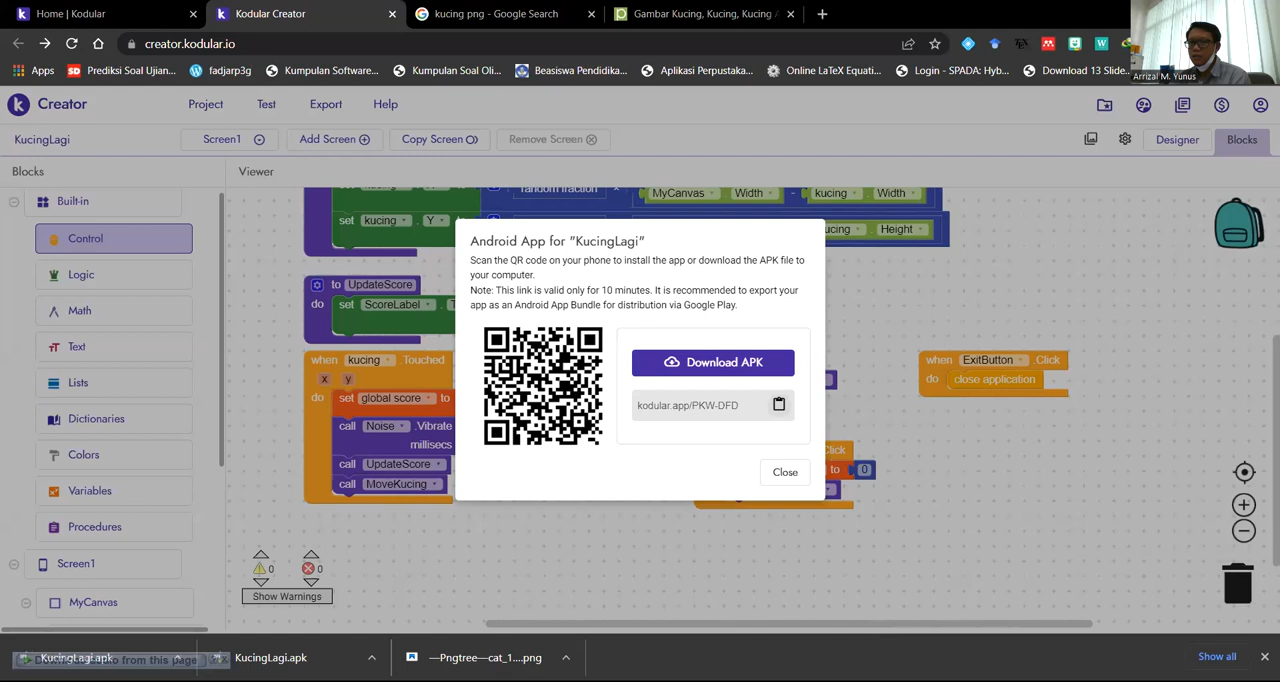 Home | Kodular
Kodular Creator
kucing png - Google Search
Gambar Kucing, Kucing, Kucing
creator.kodular.io
Apps
Prediksi Soal Ujian...
fadjarp3g
Kumpulan Software...
Kumpulan Soal Oli...
Beasiswa Pendidika...
Aplikasi Perpustaka...
Online LaTeX Equati...
Login - SPADA: Hyb...
Download 13 Slide...
Arrizal M. Yunus
Creator
Project
Test
Export
Help
KucingLagi
Screen1
Add Screen
Copy Screen
Remove Screen
Designer
Blocks
Blocks
Viewer
Built-in
Control
Logic
Math
Text
Lists
Dictionaries
Colors
Variables
Procedures
Screen1
MyCanvas
random fraction
MyCanvas . Width - kucing . Width
set kucing . Y to
. Height
to UpdateScore
do set ScoreLabel .
when kucing . Touched
x y
do set global score to
call Noise .Vibrate
millisecs
call UpdateScore
call MoveKucing
Android App for "KucingLagi"
Scan the QR code on your phone to install the app or download the APK file to
your computer.
Note: This link is valid only for 10 minutes. It is recommended to export your
app as an Android App Bundle for distribution via Google Play.
Download APK
kodular.app/PKW-DFD
Close
to 0
when ExitButton .Click
do close application
0 0
Show Warnings
KucingLagi.apk
KucingLagi.apk
—Pngtree—cat_1....png
Show all